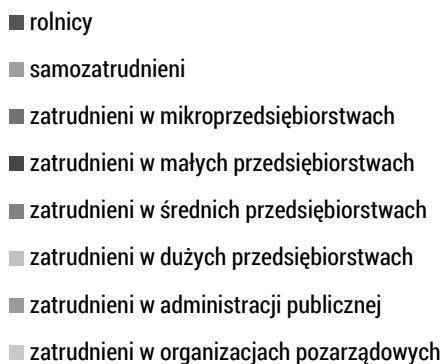 rolnicy
samozatrudnieni
zatrudnieni w mikroprzedsiębiorstwach
zatrudnieni w małych przedsiębiorstwach
zatrudnieni w średnich przedsiębiorstwach
zatrudnieni w dużych przedsiębiorstwach
zatrudnieni w administracji publicznej
zatrudnieni w organizacjach pozarządowych